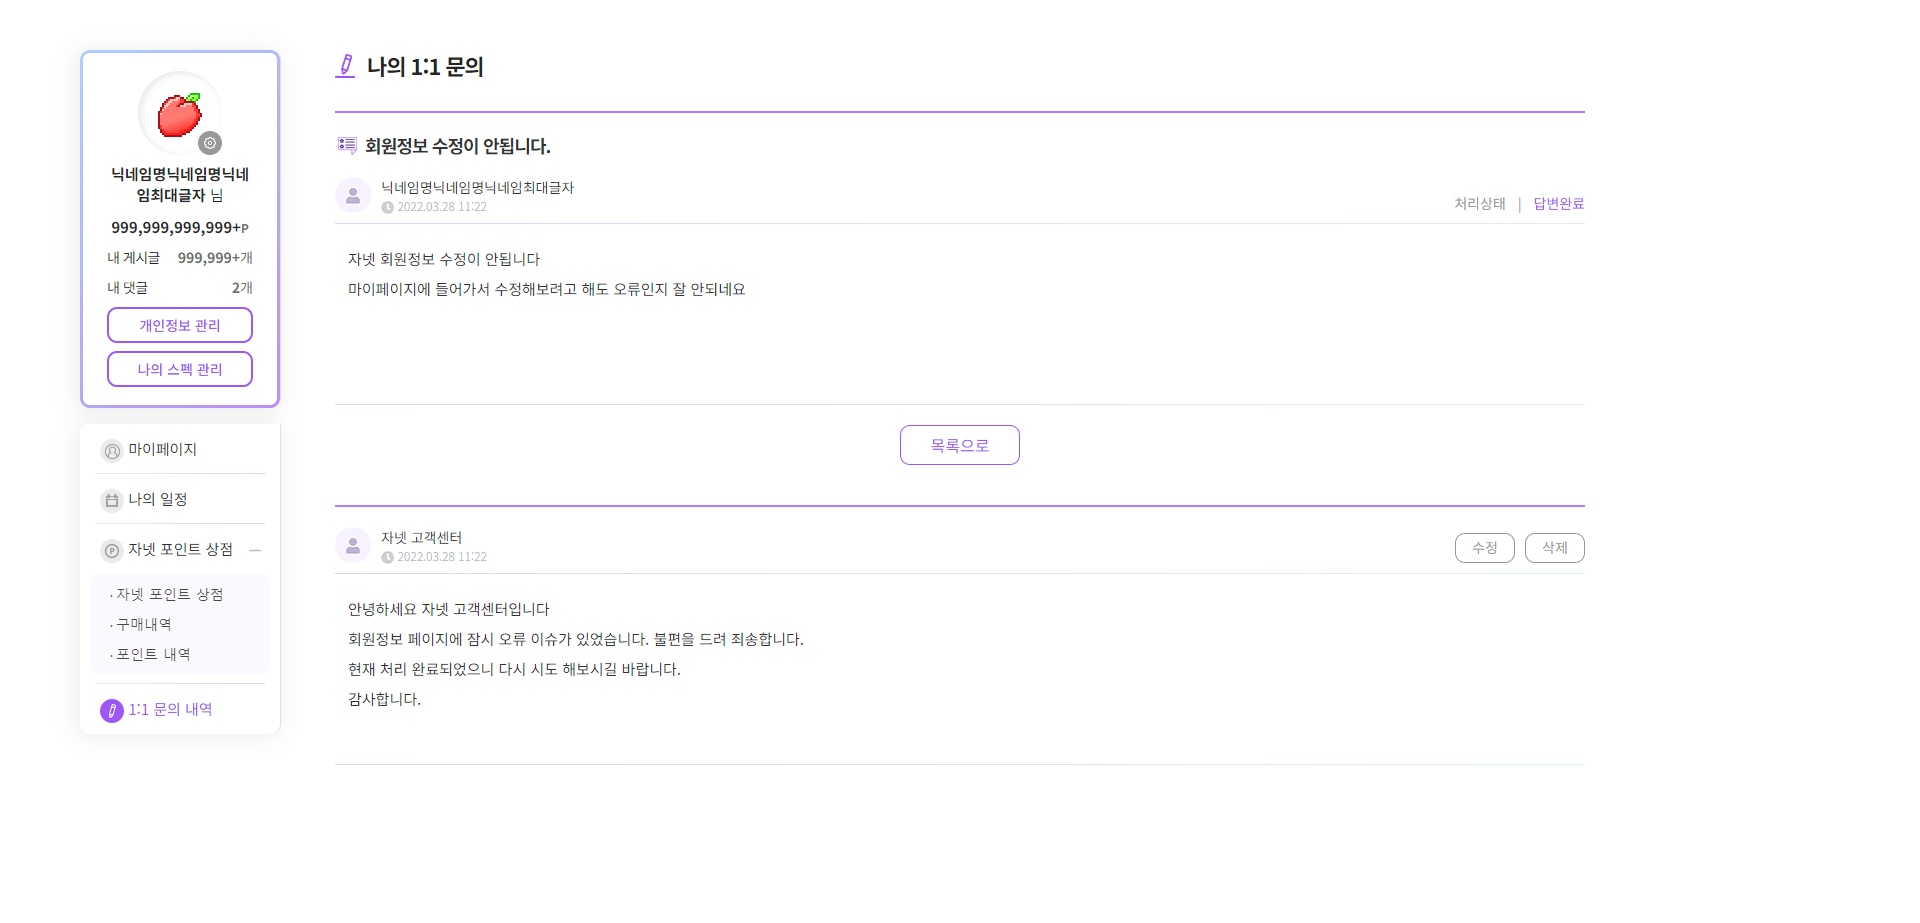 닉네임명닉네임명닉네
임최대글자 님
999,999,999,999+P
내 게시글 999,999+개
내 댓글 2개
개인정보 관리
나의 스펙 관리
마이페이지
나의 일정
자넷 포인트 상점
· 자넷 포인트 상점
· 구매내역
· 포인트 내역
1:1 문의 내역
나의 1:1 문의
회원정보 수정이 안됩니다.
닉네임명닉네임명닉네임최대글자
2022.03.28 11:22
처리상태 | 답변완료
자넷 회원정보 수정이 안됩니다
마이페이지에 들어가서 수정해보려고 해도 오류인지 잘 안되네요
목록으로
자넷 고객센터
2022.03.28 11:22
수정 삭제
안녕하세요 자넷 고객센터입니다
회원정보 페이지에 잠시 오류 이슈가 있었습니다. 불편을 드려 죄송합니다.
현재 처리 완료되었으니 다시 시도 해보시길 바랍니다.
감사합니다.